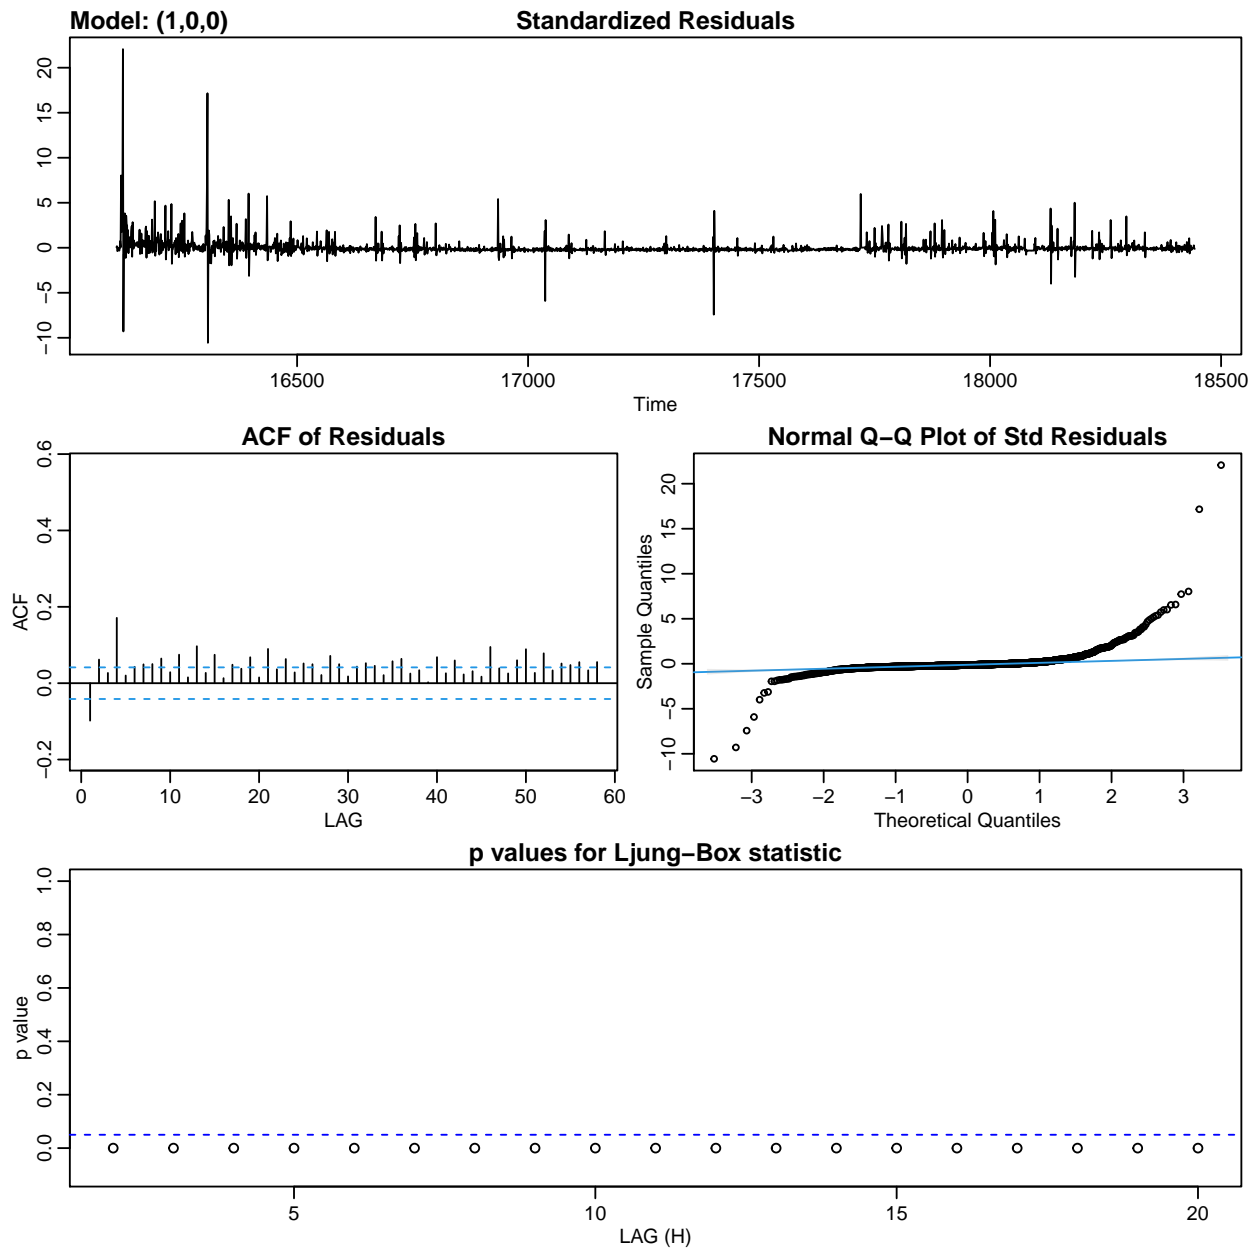 Model: (1,0,0) Standardized Residuals
20
15
10
5
0
−5
−10
16500 17000 17500 18000 18500
Time
ACF of Residuals
0.6
0.4
0.2
0.0
−0.2
ACF
0 10 20 30 40 50 60
LAG
Normal Q−Q Plot of Std Residuals
20
15
10
5
0
−5
−10
Sample Quantiles
−3 −2 −1 0 1 2 3
Theoretical Quantiles
p values for Ljung−Box statistic
1.0
0.8
0.6
0.4
0.2
0.0
p value
5 10 15 20
LAG (H)